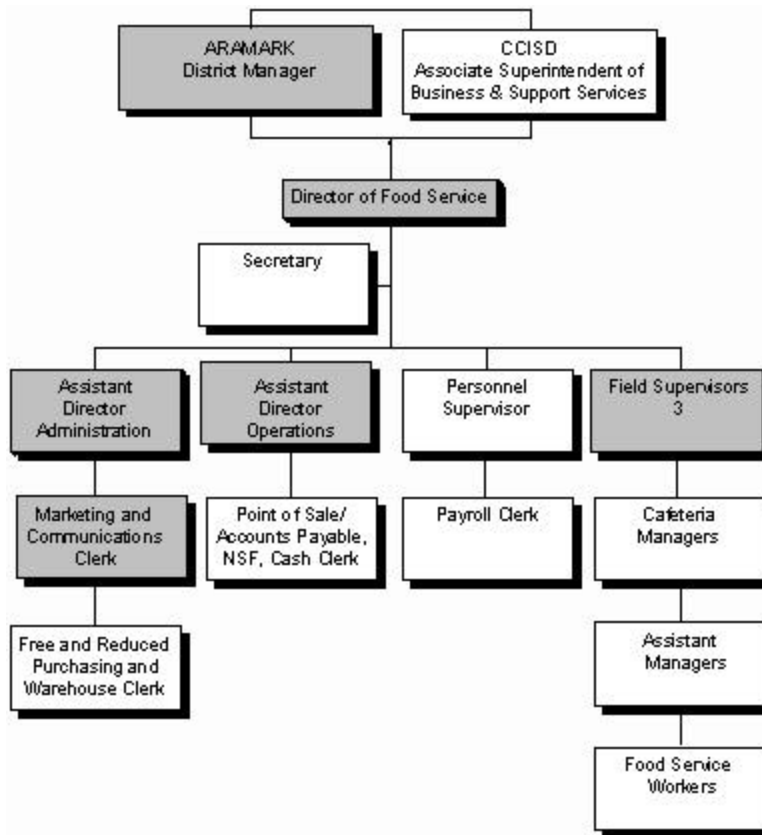 ARAMARK
District Manager
CCISD
Associate Superintendent of
Business & Support Services
Director of Food Service
Secretary
Assistant
Director
Administration
Assistant
Director
Operations
Personnel
Supervisor
Field Supervisors
3
Marketing and
Communications
Clerk
Point of Sale/
Accounts Payable,
NSF, Cash Clerk
Payroll Clerk
Cafeteria
Managers
Free and Reduced
Purchasing and
Warehouse Clerk
Assistant
Managers
Food Service
Workers